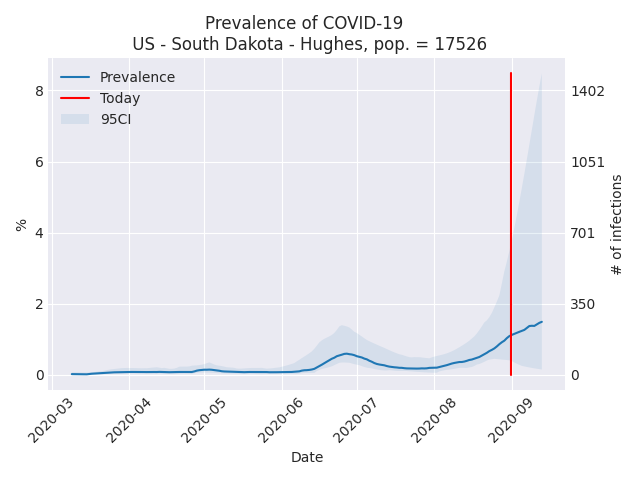 Prevalence of COVID-19
US - South Dakota - Hughes, pop. = 17526
Prevalence
Today
95CI
8
6
4
2
0
%
1402
1051
701
350
0
# of infections
2020-03
2020-04
2020-05
2020-06
2020-07
2020-08
2020-09
Date